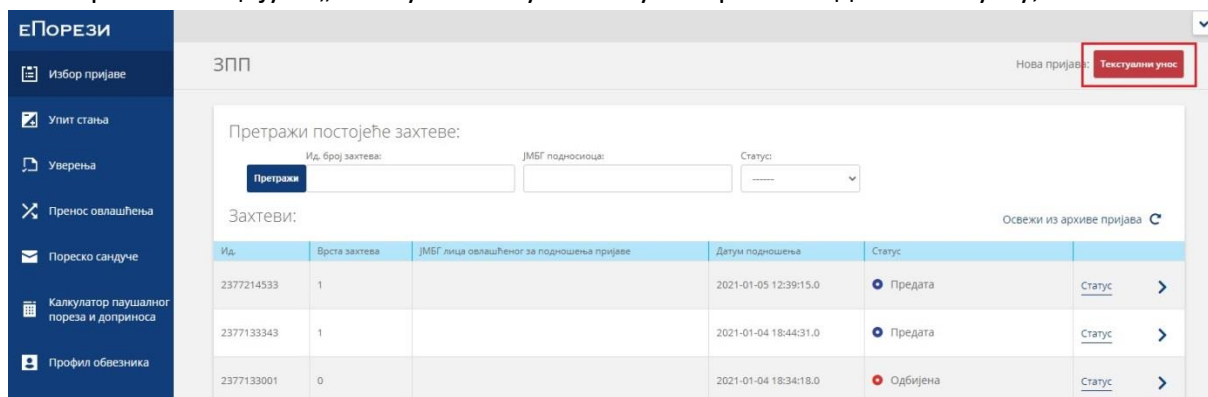 еПорези
Избор пријаве
Упит стања
Уверења
Пренос овлашћења
Пореско сандуче
Калкулатор паушалног
пореза и доприноса
Профил обвезника
ЗПП
Нова пријава: Текстуални унос
Претражи постојеће захтеве:
Ид. број захтева: ЈМБГ подносиоца: Статус:
Претражи ------
Захтеви: Освежи из архиве пријава
Ид. Врста захтева ЈМБГ лица овлашћеног за подношења пријаве Датум подношења Статус
2377214533 1 2021-01-05 12:39:15.0 Предата Статус
2377133343 1 2021-01-04 18:44:31.0 Предата Статус
2377133001 0 2021-01-04 18:34:18.0 Одбијена Статус